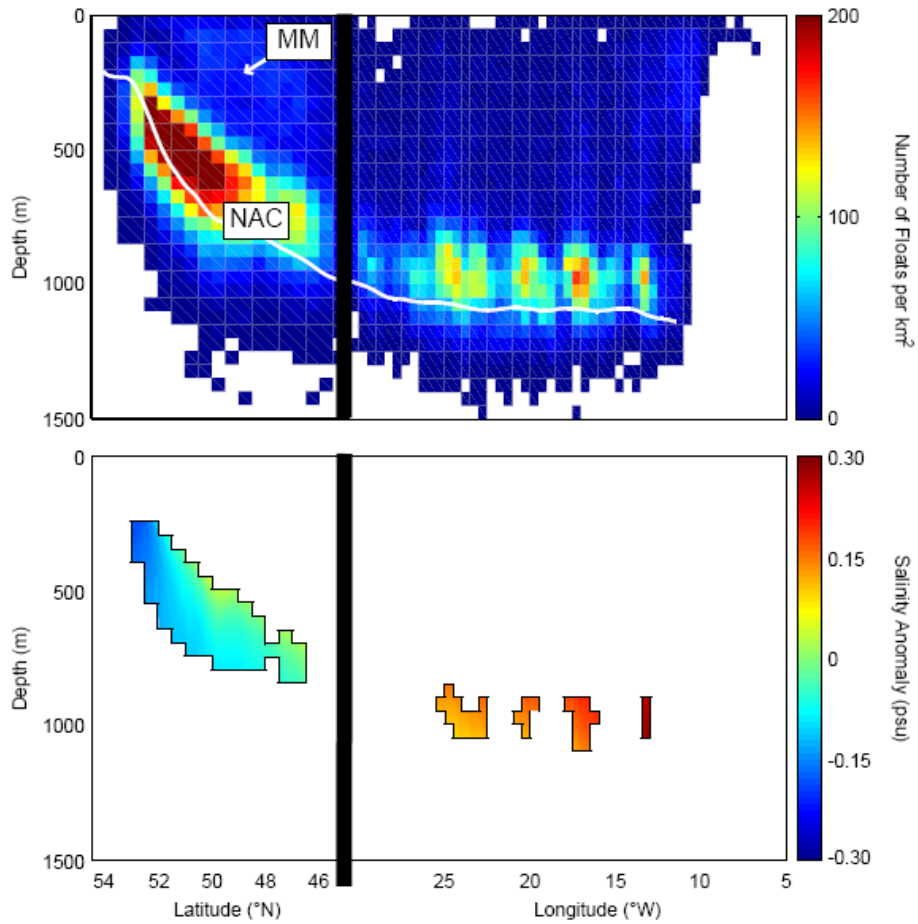 0
500
1000
1500
Depth (m)
MM
NAC
200
100
0
Number of Floats per km²
0
500
1000
1500
Depth (m)
54 52 50 48 46
Latitude (°N)
25 20 15 10 5
Longitude (°W)
0.30
0.15
0
-0.15
-0.30
Salinity Anomaly (psu)